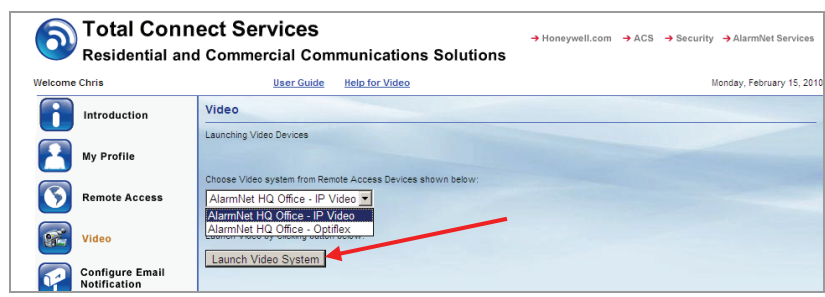 Total Connect Services
Residential and Commercial Communications Solutions
Honeywell.com ACS Security AlarmNet Services
Welcome Chris User Guide Help for Video Monday, February 15, 2010
Introduction
My Profile
Remote Access
Video
Configure Email
Notification
Video
Launching Video Devices
Choose Video system from Remote Access Devices shown below:
AlarmNet HQ Office - IP Video
AlarmNet HQ Office - IP Video
AlarmNet HQ Office - Optiflex
Launch Video by Clicking button below:
Launch Video System